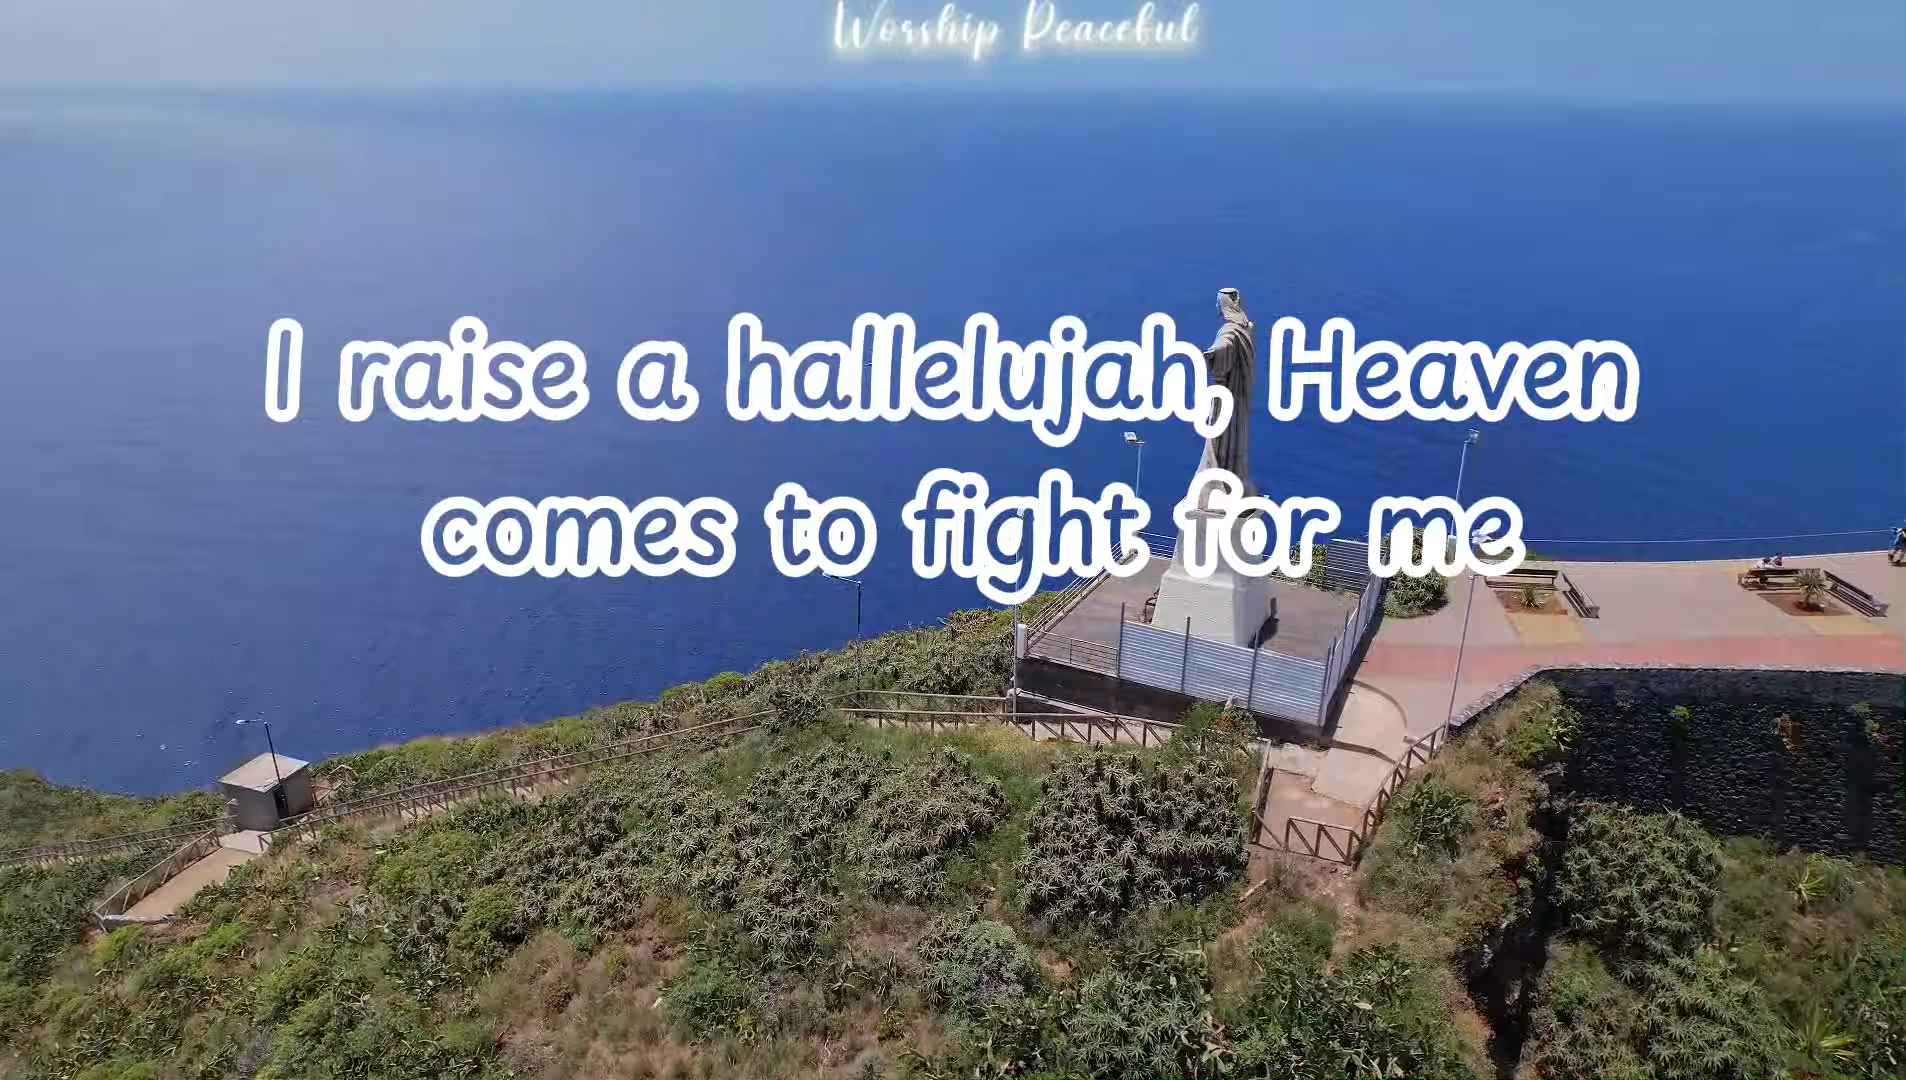 Worship Peaceful
I raise a hallelujah, Heaven
comes to fight for me